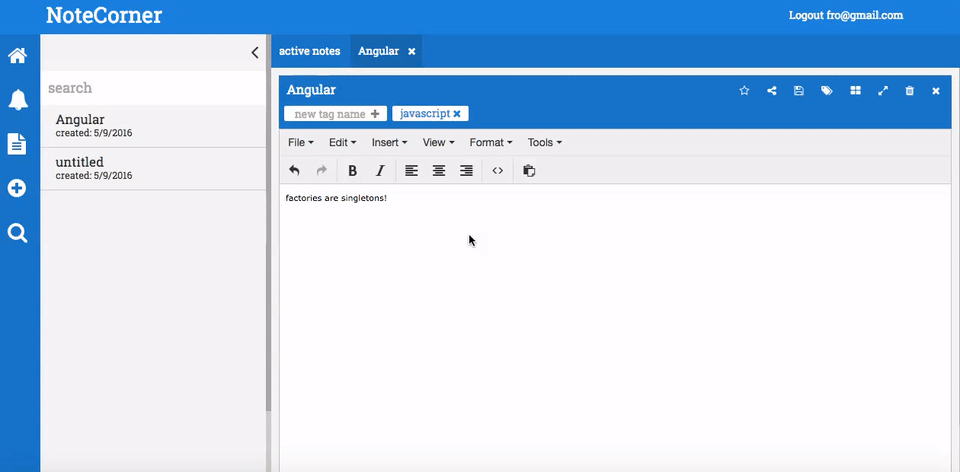 NoteCorner
Logout fro@gmail.com
search
Angular
created: 5/9/2016
untitled
created: 5/9/2016
active notes
Angular
Angular
new tag name
javascript
File Edit Insert View Format Tools
B I
factories are singletons!